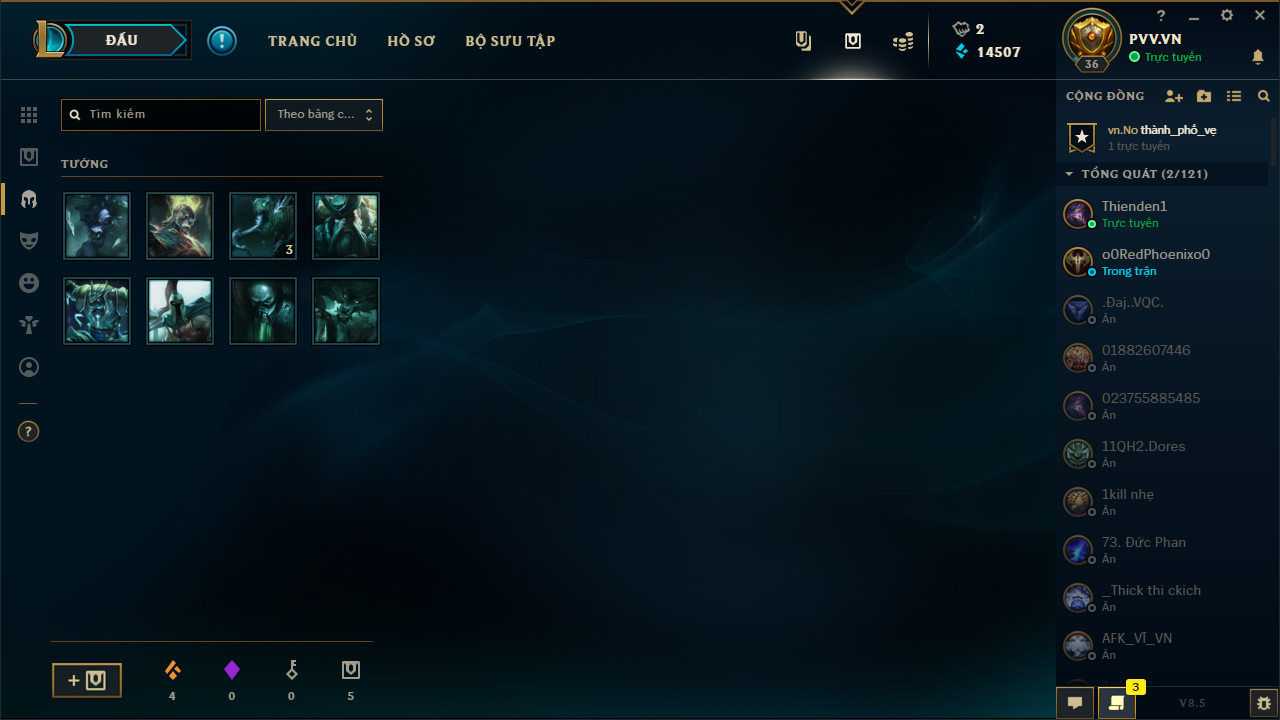 ĐẤU
TRANG CHỦ
HỒ SƠ
BỘ SƯU TẬP
2
14507
?
36
PVV.VN
Trực tuyến
CỘNG ĐỒNG
Tìm kiếm
Theo bảng c...
vn.No thành_phố_vẹ
1 trực tuyến
TƯỚNG
3
TỔNG QUÁT (2/121)
Thienden1
Trực tuyến
o0RedPhoenixo0
Trong trận
.Đaj..VQC.
Ẩn
01882607446
Ẩn
023755885485
Ẩn
11QH2.Dores
Ẩn
1kill nhẹ
Ẩn
73. Đức Phan
Ẩn
_Thick thi ckich
Ẩn
AFK_VĨ_VN
Ẩn
?
4
0
0
5
3
V8.5